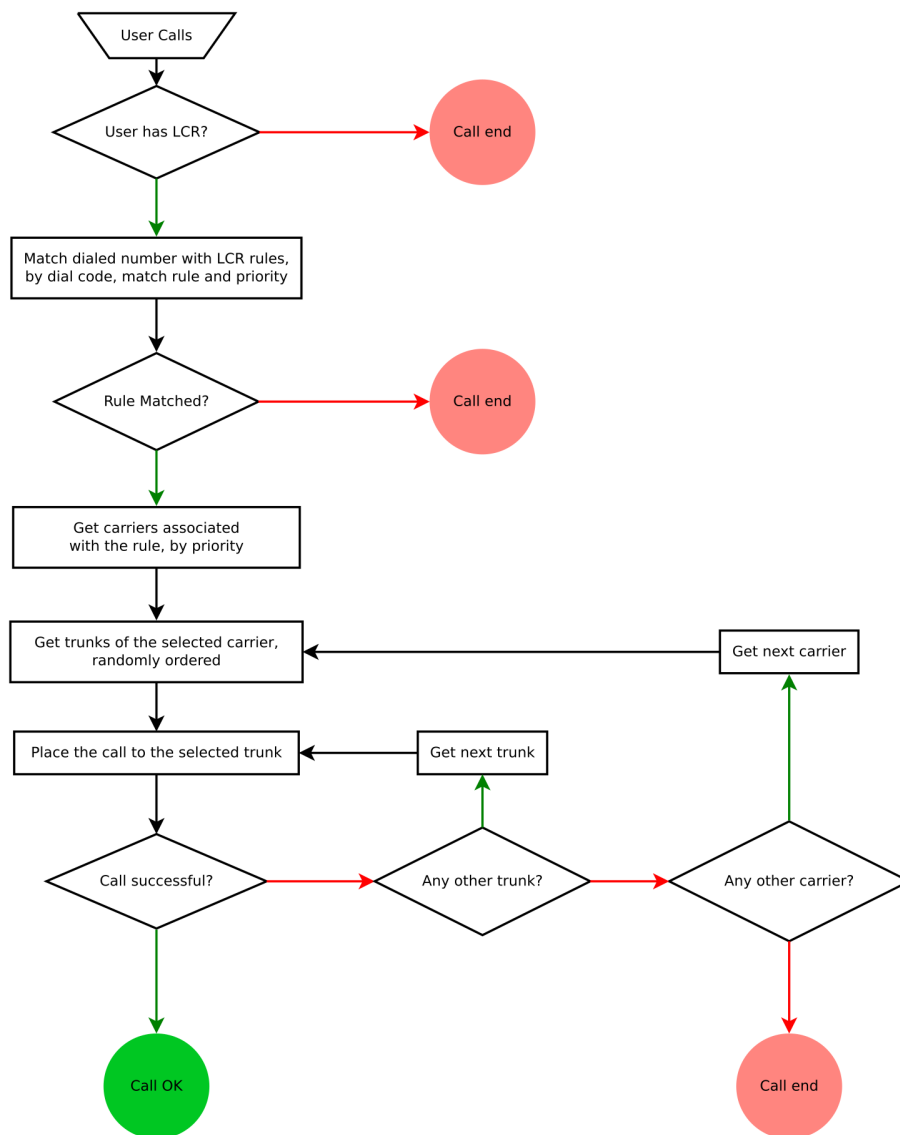 User Calls
User has LCR?
Call end
Match dialed number with LCR rules,
by dial code, match rule and priority
Rule Matched?
Call end
Get carriers associated
with the rule, by priority
Get trunks of the selected carrier,
randomly ordered
Get next carrier
Place the call to the selected trunk
Get next trunk
Call successful?
Any other trunk?
Any other carrier?
Call OK
Call end